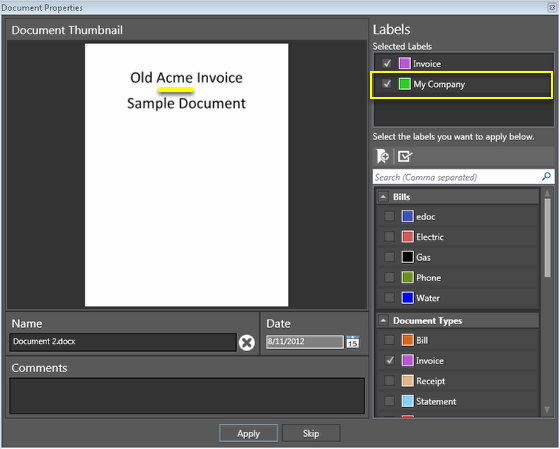 Document Properties
Document Thumbnail
Old Acme Invoice
Sample Document
Name
Document 2.docx
Date
8/11/2012
15
Comments
Labels
Selected Labels
Invoice
My Company
Select the labels you want to apply below.
Search (Comma separated)
Bills
edoc
Electric
Gas
Phone
Water
Document Types
Bill
Invoice
Receipt
Statement
Apply
Skip